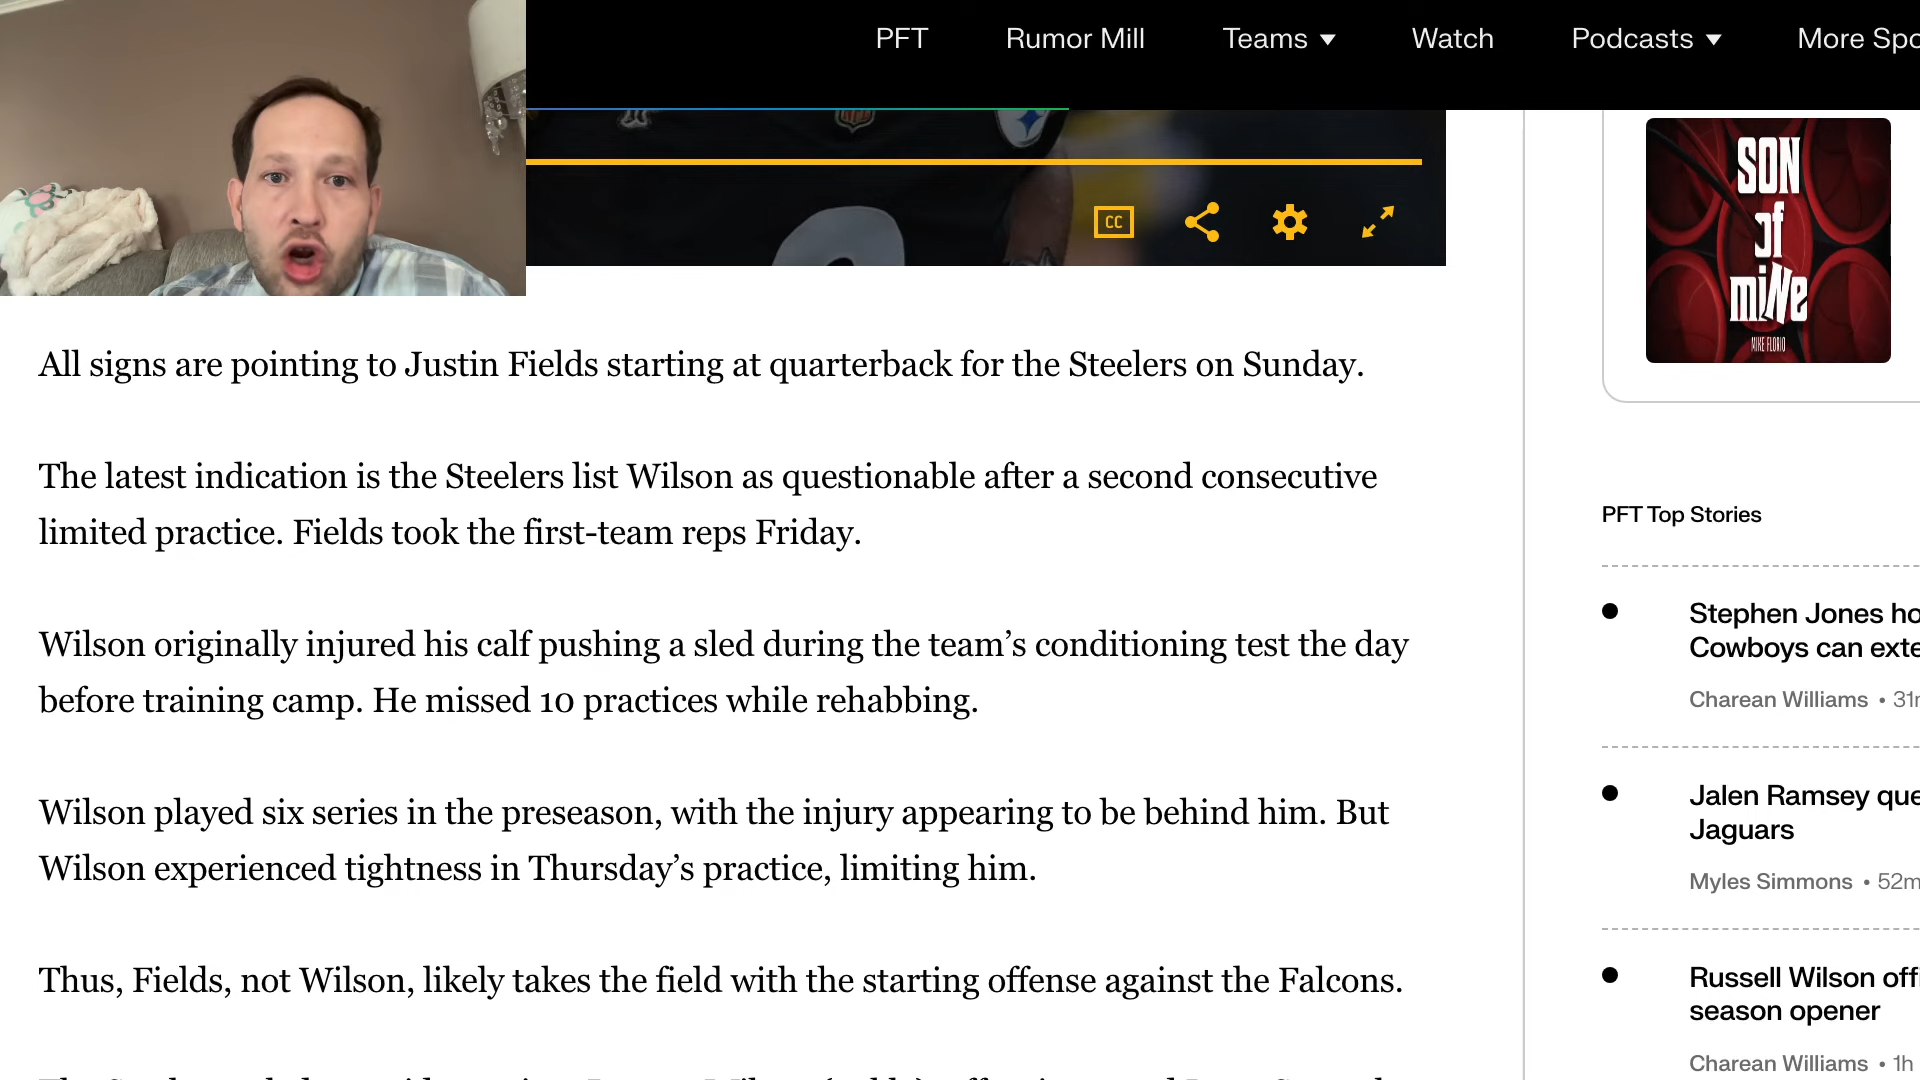 PFT Rumor Mill Teams Watch Podcasts More
NFL
CC
SON
of
miNe
MIKE FLORIO
All signs are pointing to Justin Fields starting at quarterback for the Steelers on Sunday.
The latest indication is the Steelers list Wilson as questionable after a second consecutive
limited practice. Fields took the first-team reps Friday.
Wilson originally injured his calf pushing a sled during the team’s conditioning test the day
before training camp. He missed 10 practices while rehabbing.
Wilson played six series in the preseason, with the injury appearing to be behind him. But
Wilson experienced tightness in Thursday’s practice, limiting him.
Thus, Fields, not Wilson, likely takes the field with the starting offense against the Falcons.
PFT Top Stories
Stephen Jones
Cowboys can
Charean Williams •
Jalen Ramsey
Jaguars
Myles Simmons • 52m
Russell Wilson
season opener
Charean Williams • 1h